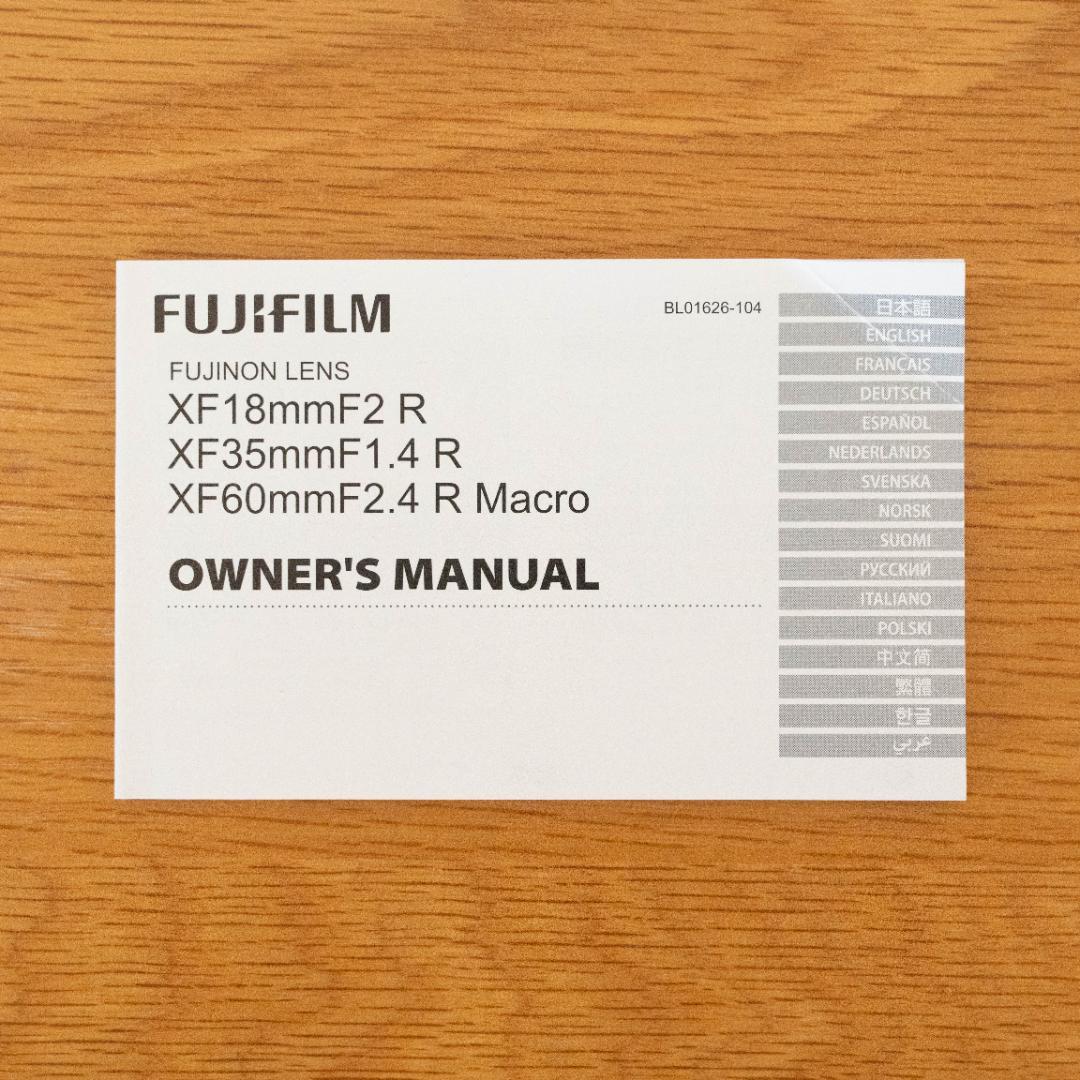 FUJIFILM
BL01626-104
FUJINON LENS
XF18mmF2 R
XF35mmF1.4 R
XF60mmF2.4 R Macro
OWNER'S MANUAL
日本語
ENGLISH
FRANÇAIS
DEUTSCH
ESPAÑOL
NEDERLANDS
SVENSKA
NORSK
SUOMI
РУССКИЙ
ITALIANO
POLSKI
中文简
繁體
한글
عربي